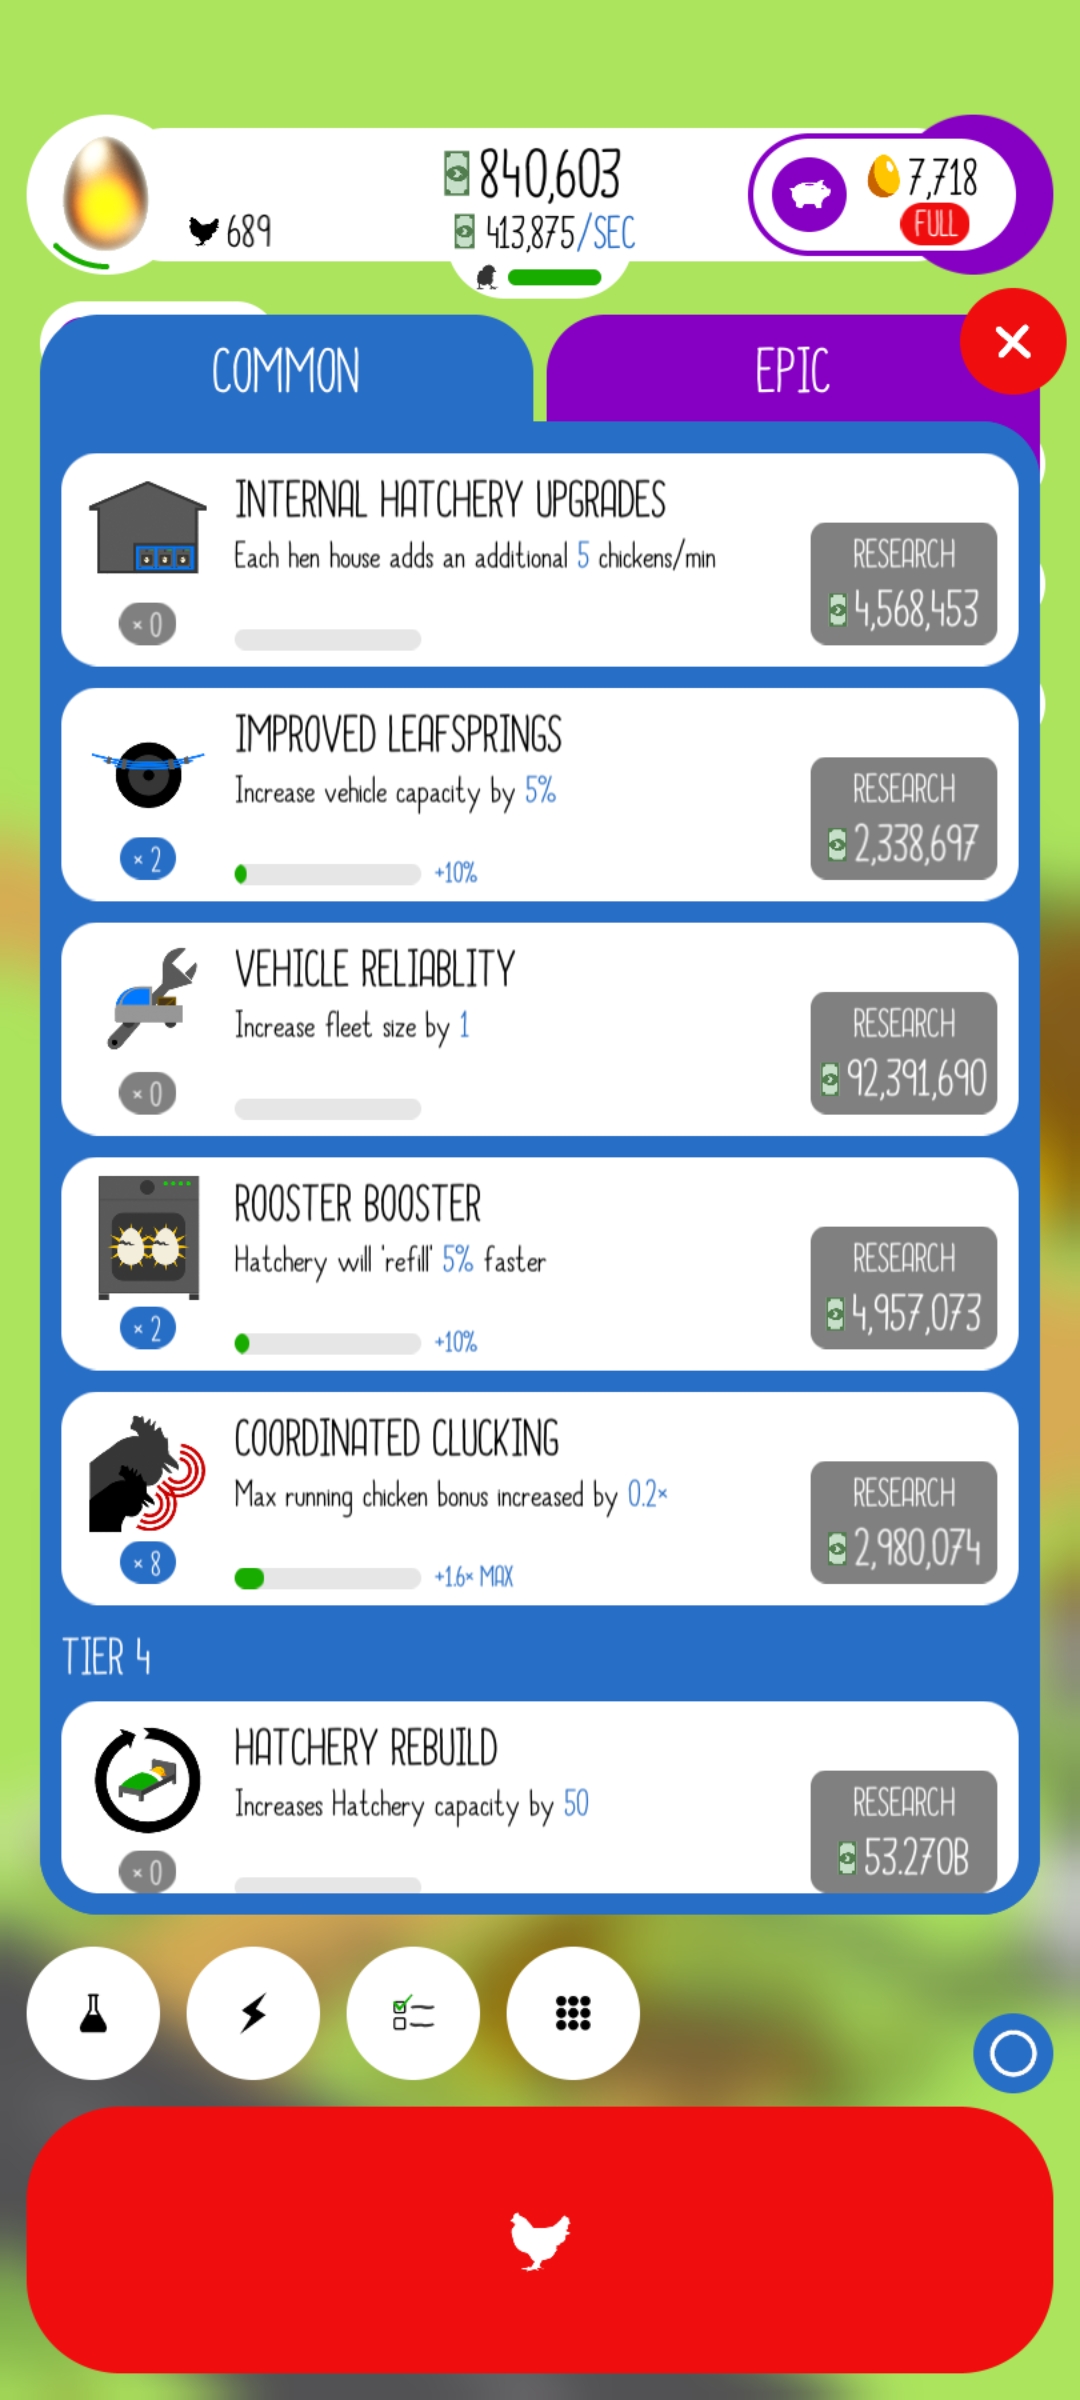 840,603
7,718
689
413,875/SEC
FULL
COMMON
EPIC
INTERNAL HATCHERY UPGRADES
Each hen house adds an additional 5 chickens/min
RESEARCH
4,568,453
× 0
IMPROVED LEAFSPRINGS
Increase vehicle capacity by 5%
RESEARCH
2,338,697
× 2
+10%
VEHICLE RELIABLITY
Increase fleet size by 1
RESEARCH
92,391,690
× 0
ROOSTER BOOSTER
Hatchery will 'refill' 5% faster
RESEARCH
4,957,073
× 2
+10%
COORDINATED CLUCKING
Max running chicken bonus increased by 0.2×
RESEARCH
2,980,074
× 8
+1.6× MAX
TIER 4
HATCHERY REBUILD
Increases Hatchery capacity by 50
RESEARCH
53.270B
× 0